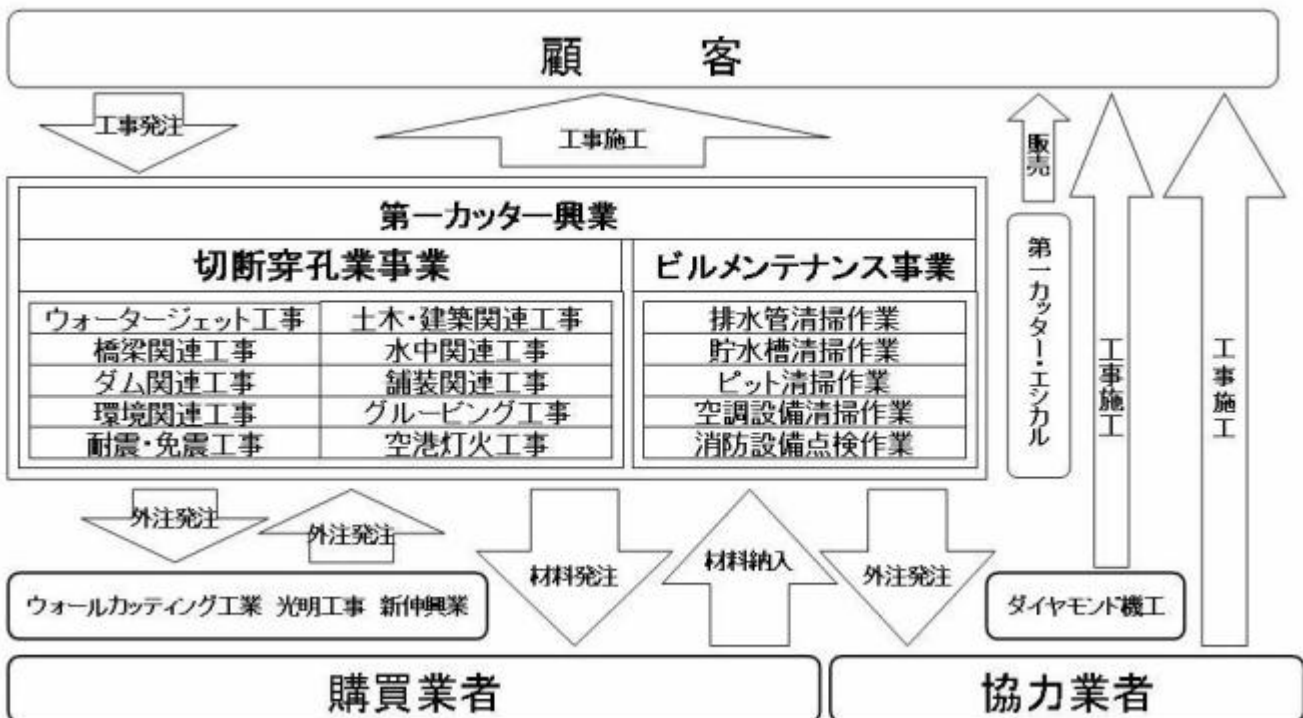 顧 客
工事発注
工事施工
販売
第一カッター興業
切断穿孔業事業
ビルメンテナンス事業
ウォータージェット工事
土木・建築関連工事
排水管清掃作業
橋梁関連工事
水中関連工事
貯水槽清掃作業
ダム関連工事
舗装関連工事
ピット清掃作業
環境関連工事
グルービング工事
空調設備清掃作業
耐震・免震工事
空港灯火工事
消防設備点検作業
第一カッター・エシカル
工事施工
工事施工
外注発注
外注発注
材料発注
材料納入
外注発注
ウォールカッティング工業 光明工事 新伸興業
ダイヤモンド機工
購買業者
協力業者